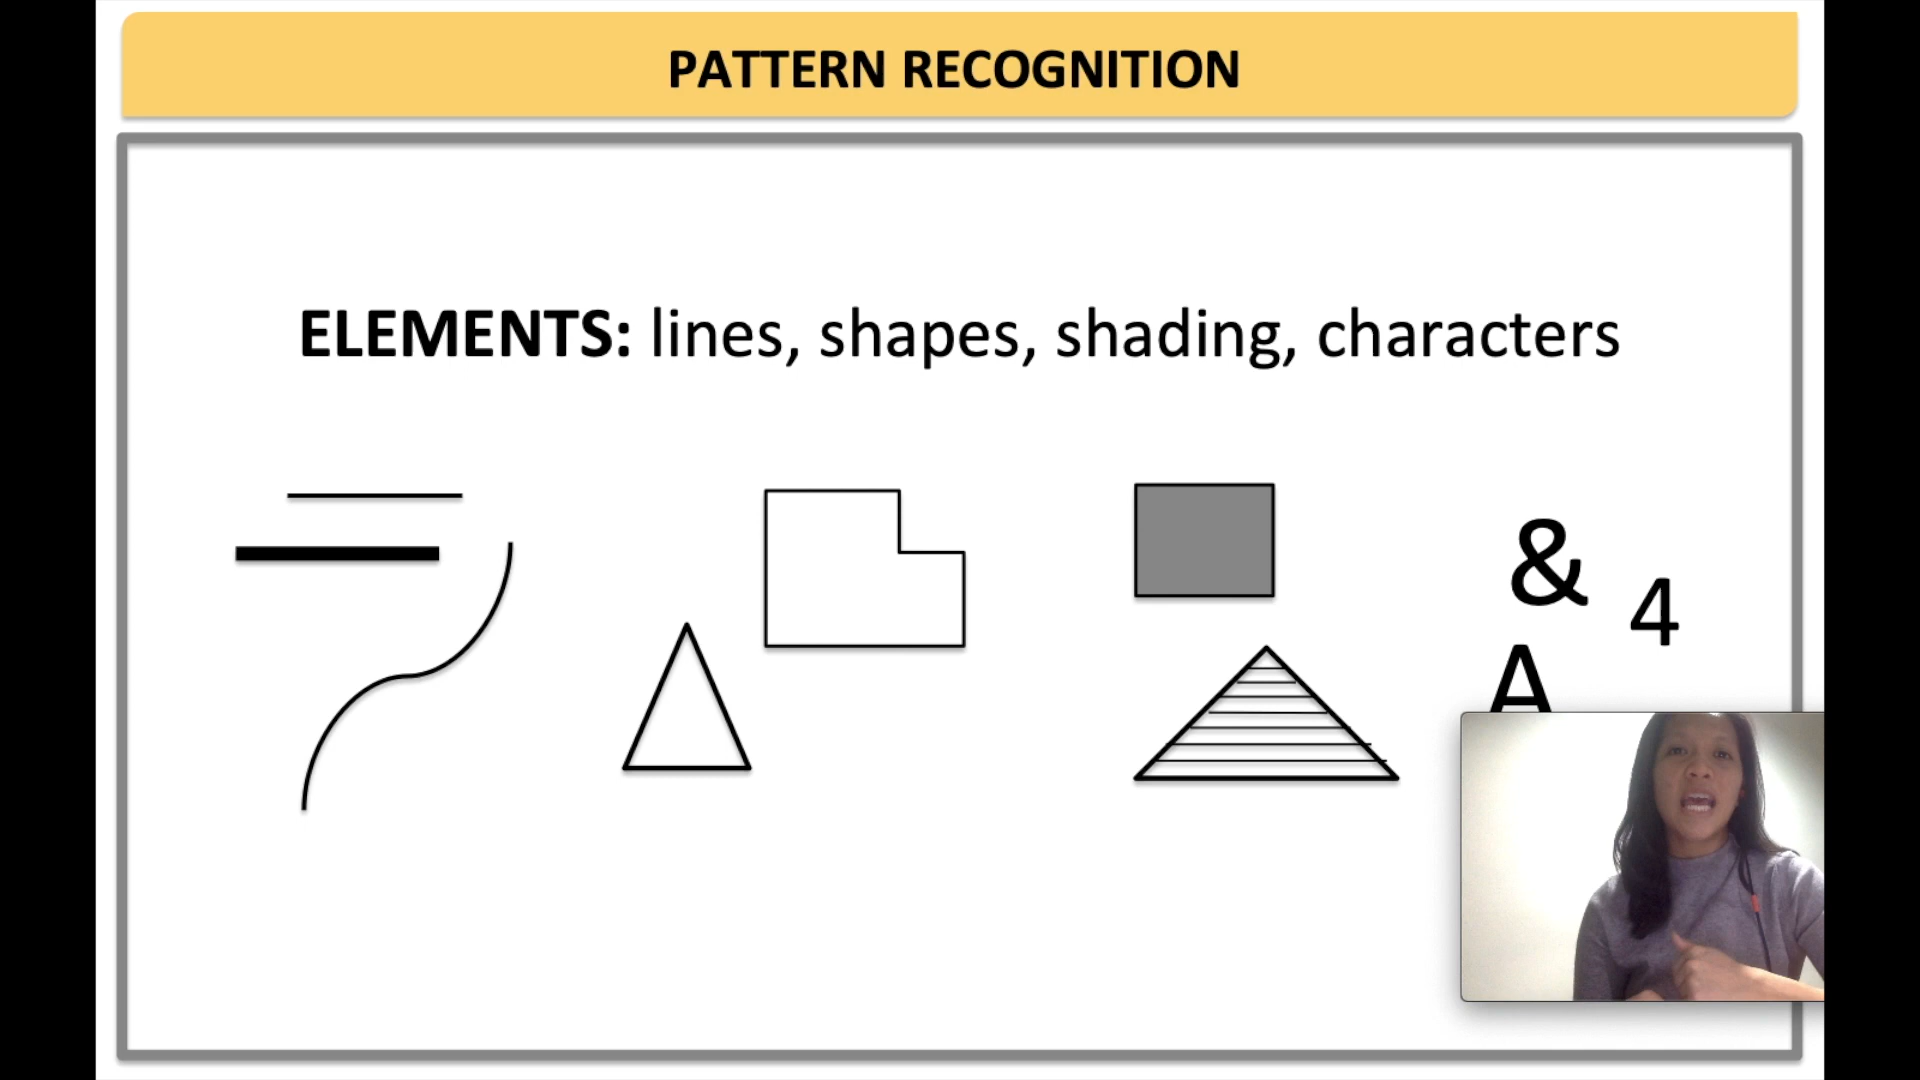 PATTERN RECOGNITION
ELEMENTS: lines, shapes, shading, characters
&
4
A